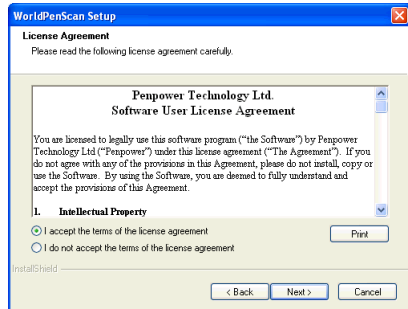 WorldPenScan Setup
License Agreement
Please read the following license agreement carefully.
Penpower Technology Ltd.
Software User License Agreement
You are licensed to legally use this software program ("the Software") by Penpower
Technology Ltd ("Penpower") under this license agreement ("The Agreement"). If you
do not agree with any of the provisions in this Agreement, please do not install, copy or
use the Software. By using the Software, you are deemed to fully understand and
accept the provisions of this Agreement.
1. Intellectual Property
I accept the terms of the license agreement
Print
I do not accept the terms of the license agreement
InstallShield
< Back Next > Cancel